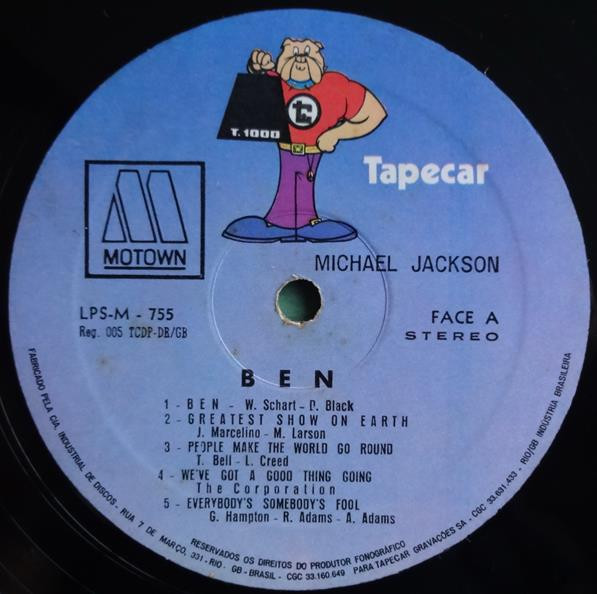 T.1000
tc
Tapecar
MOTOWN
MICHAEL JACKSON
LPS-M - 755
FACE A
Reg. 005 TCDP-DB/GB
STEREO
BEN
1 - BEN - W. Schart - D. Black
2 - GREATEST SHOW ON EARTH
J. Marcelino - M. Larson
3 - PEOPLE MAKE THE WORLD GO ROUND
T. Bell - L. Creed
4 - WE'VE GOT A GOOD THING GOING
The Corporation
5 - EVERYBODY'S SOMEBODY'S FOOL
G. Hampton - R. Adams - A. Adams
RESERVADOS OS DIREITOS DO PRODUTOR FONOGRÁFICO
FABRICADO PELA CIA. INDUSTRIAL DE DISCOS - RUA 7 DE MARÇO, 331 - RIO - GB - BRASIL - CGC 33.160.649 PARA TAPECAR GRAVAÇÕES SA - CGC 33.631.433 - RIO/GB INDÚSTRIA BRASILEIRA